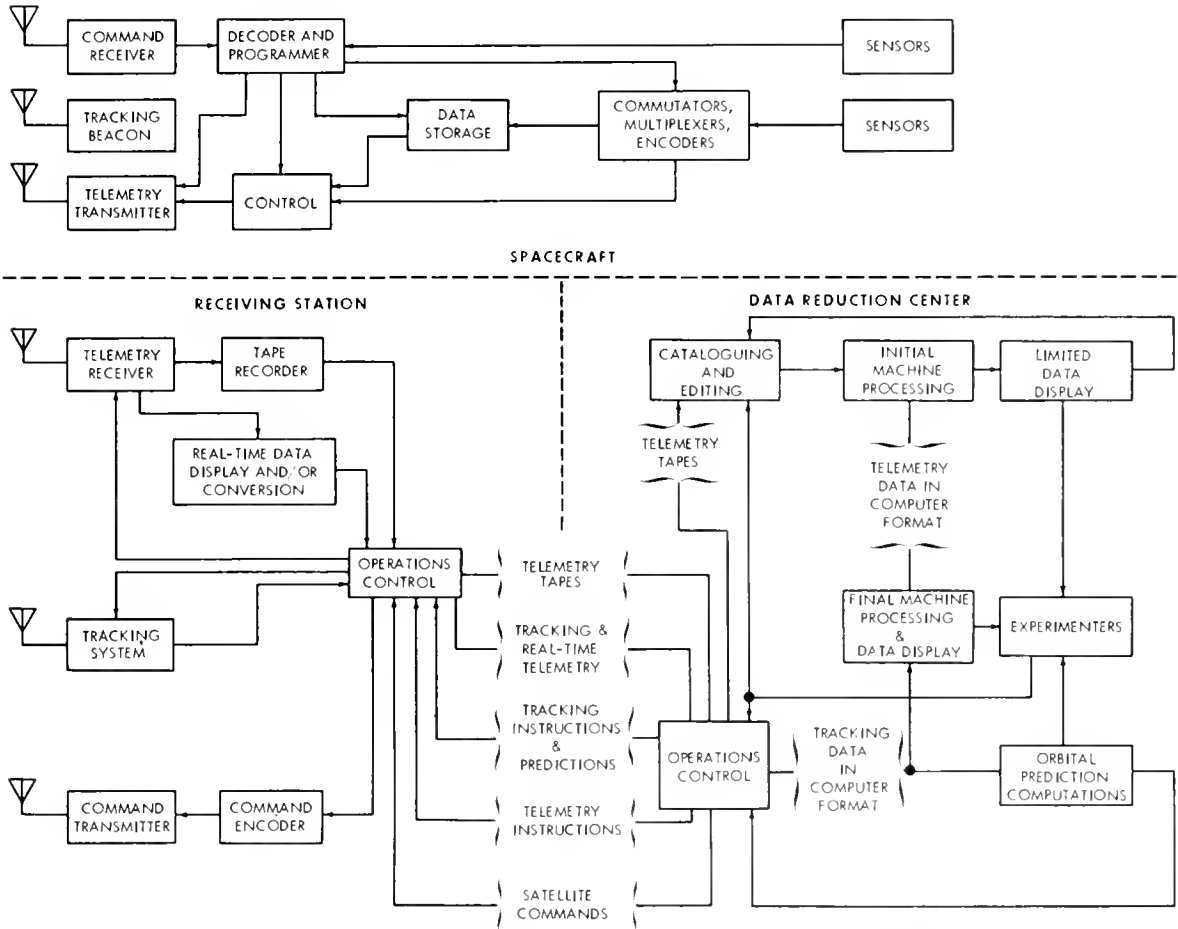 COMMAND
RECEIVER
DECODER AND
PROGRAMMER
SENSORS
TRACKING
BEACON
DATA
STORAGE
COMMUTATORS,
MULTIPLEXERS,
ENCODERS
SENSORS
TELEMETRY
TRANSMITTER
CONTROL
SPACECRAFT
RECEIVING STATION
TELEMETRY
RECEIVER
TAPE
RECORDER
REAL-TIME DATA
DISPLAY AND/OR
CONVERSION
OPERATIONS
CONTROL
TRACKING
SYSTEM
COMMAND
TRANSMITTER
COMMAND
ENCODER
TELEMETRY
TAPES
TRACKING &
REAL-TIME
TELEMETRY
TRACKING
INSTRUCTIONS
&
PREDICTIONS
TELEMETRY
INSTRUCTIONS
SATELLITE
COMMANDS
DATA REDUCTION CENTER
CATALOGUING
AND
EDITING
INITIAL
MACHINE
PROCESSING
LIMITED
DATA
DISPLAY
TELEMETRY
TAPES
TELEMETRY
DATA IN
COMPUTER
FORMAT
FINAL MACHINE
PROCESSING
&
DATA DISPLAY
EXPERIMENTERS
OPERATIONS
CONTROL
TRACKING
DATA
IN
COMPUTER
FORMAT
ORBITAL
PREDICTION
COMPUTATIONS